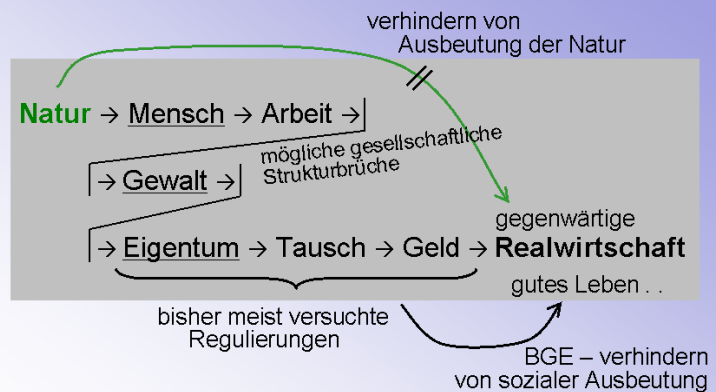 verhindern von
Ausbeutung der Natur
Natur → Mensch → Arbeit →
mögliche gesellschaftliche
Strukturbrüche
→ Gewalt →
gegenwärtige
→ Eigentum → Tausch → Geld → Realwirtschaft
gutes Leben . .
bisher meist versuchte
Regulierungen
BGE – verhindern
von sozialer Ausbeutung